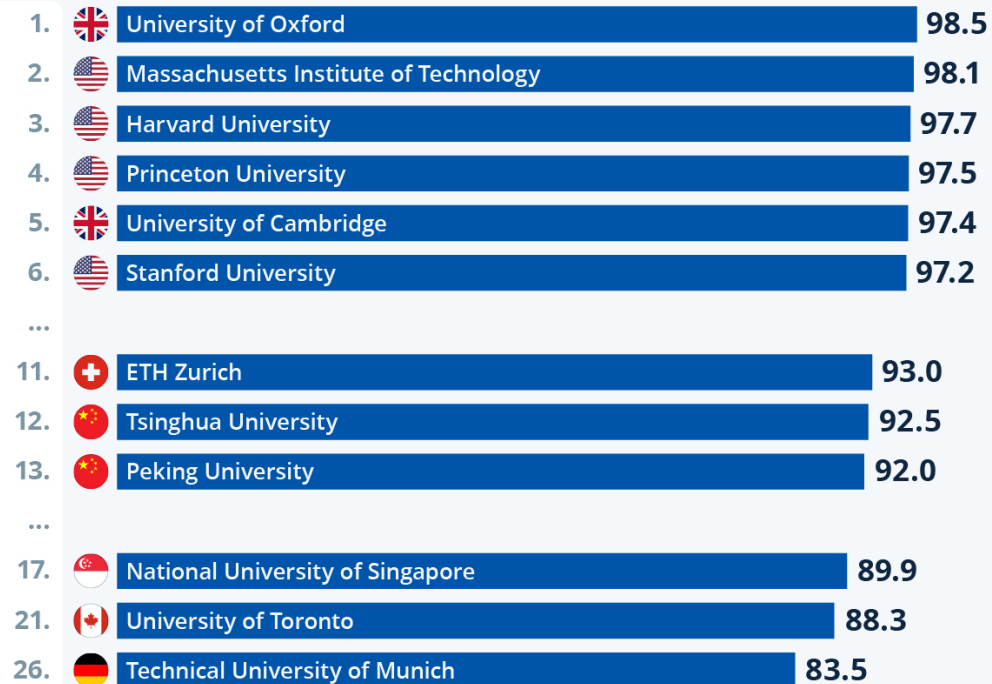 1. University of Oxford 98.5
2. Massachusetts Institute of Technology 98.1
3. Harvard University 97.7
4. Princeton University 97.5
5. University of Cambridge 97.4
6. Stanford University 97.2
...
11. ETH Zurich 93.0
12. Tsinghua University 92.5
13. Peking University 92.0
...
17. National University of Singapore 89.9
21. University of Toronto 88.3
26. Technical University of Munich 83.5